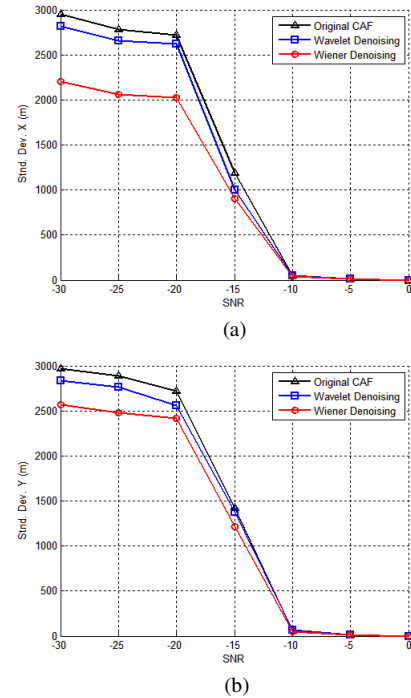 3000
2500
2000
1500
1000
500
0
Stnd. Dev. X (m)
Original CAF
Wavelet Denoising
Wiener Denoising
-30 -25 -20 -15 -10 -5 0
SNR
(a)
3000
2500
2000
1500
1000
500
0
Stnd. Dev. Y (m)
Original CAF
Wavelet Denoising
Wiener Denoising
-30 -25 -20 -15 -10 -5 0
SNR
(b)